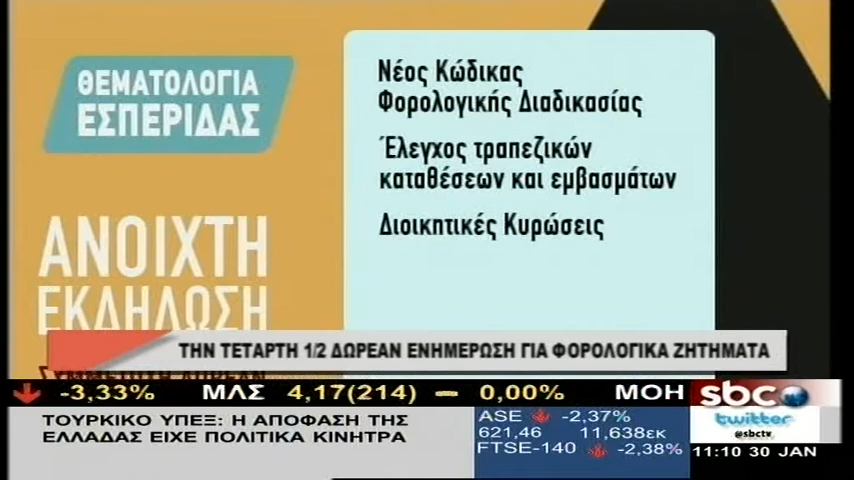 ΘΕΜΑΤΟΛΟΓΙΑ
ΕΣΠΕΡΙΔΑΣ
Νέος Κώδικας
Φορολογικής Διαδικασίας
Έλεγχος τραπεζικών
καταθέσεων και εμβασμάτων
Διοικητικές Κυρώσεις
ΑΝΟΙΧΤΗ
ΕΚΔΗΛΩΣΗ
ΤΗΝ ΤΕΤΑΡΤΗ 1/2 ΔΩΡΕΑΝ ΕΝΗΜΕΡΩΣΗ ΓΙΑ ΦΟΡΟΛΟΓΙΚΑ ΖΗΤΗΜΑΤΑ
-3,33% ΜΛΣ 4,17(214) 0,00% ΜΟΗ
sbc
twitter
@sbctv
ΤΟΥΡΚΙΚΟ ΥΠΕΞ: Η ΑΠΟΦΑΣΗ ΤΗΣ
ΕΛΛΑΔΑΣ ΕΙΧΕ ΠΟΛΙΤΙΚΑ ΚΙΝΗΤΡΑ
ASE -2,37%
621,46 11,638εκ
FTSE-140 -2,38%
11:10 30 JAN